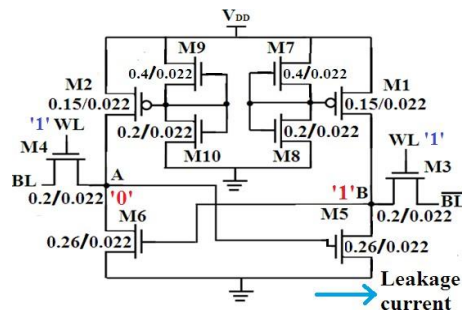 VDD
M9
M7
0.4/0.022
0.4/0.022
M2
M1
0.15/0.022
0.15/0.022
0.2/0.022
0.2/0.022
M10
M8
'1' WL
WL '1'
M4
M3
A
B
BL
BL
'0'
'1'
0.2/0.022
0.2/0.022
M6
M5
0.26/0.022
0.26/0.022
Leakage
current